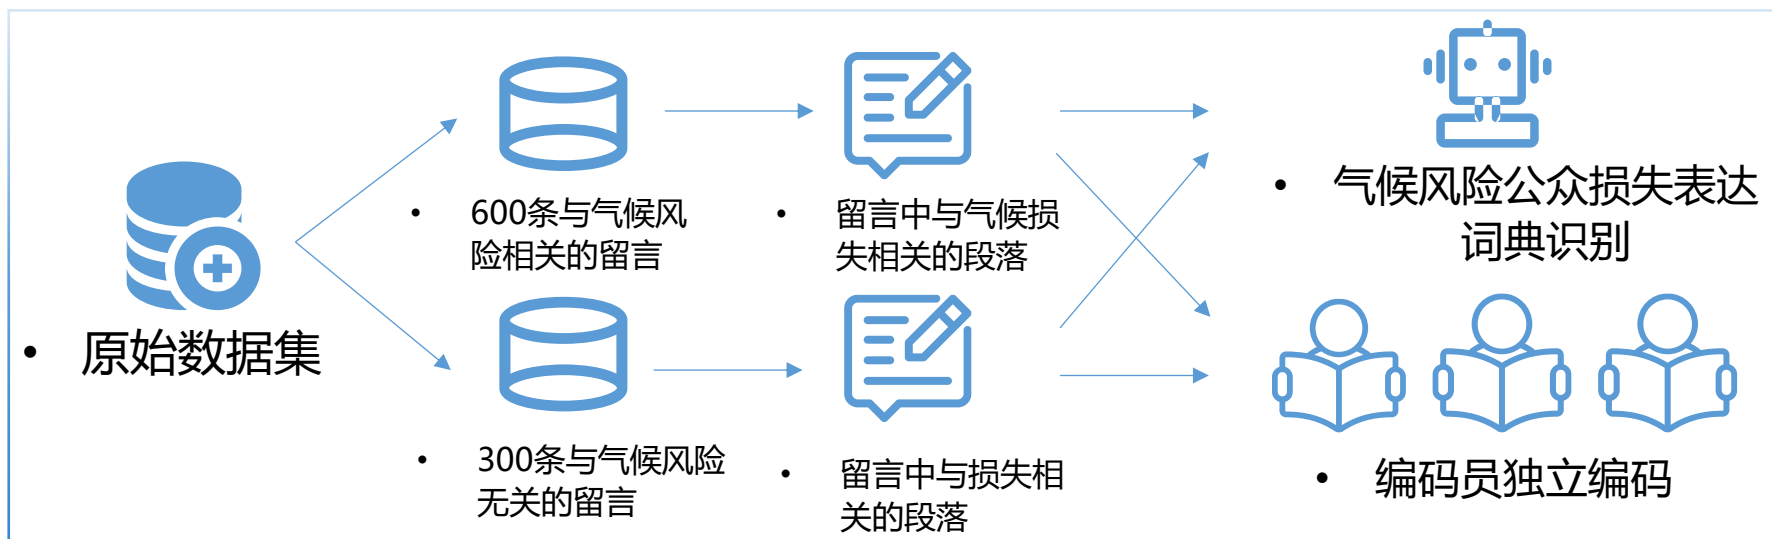 • 原始数据集
• 600条与气候风
险相关的留言
• 300条与气候风险
无关的留言
• 留言中与气候损
失相关的段落
• 留言中与损失相
关的段落
• 气候风险公众损失表达
词典识别
• 编码员独立编码